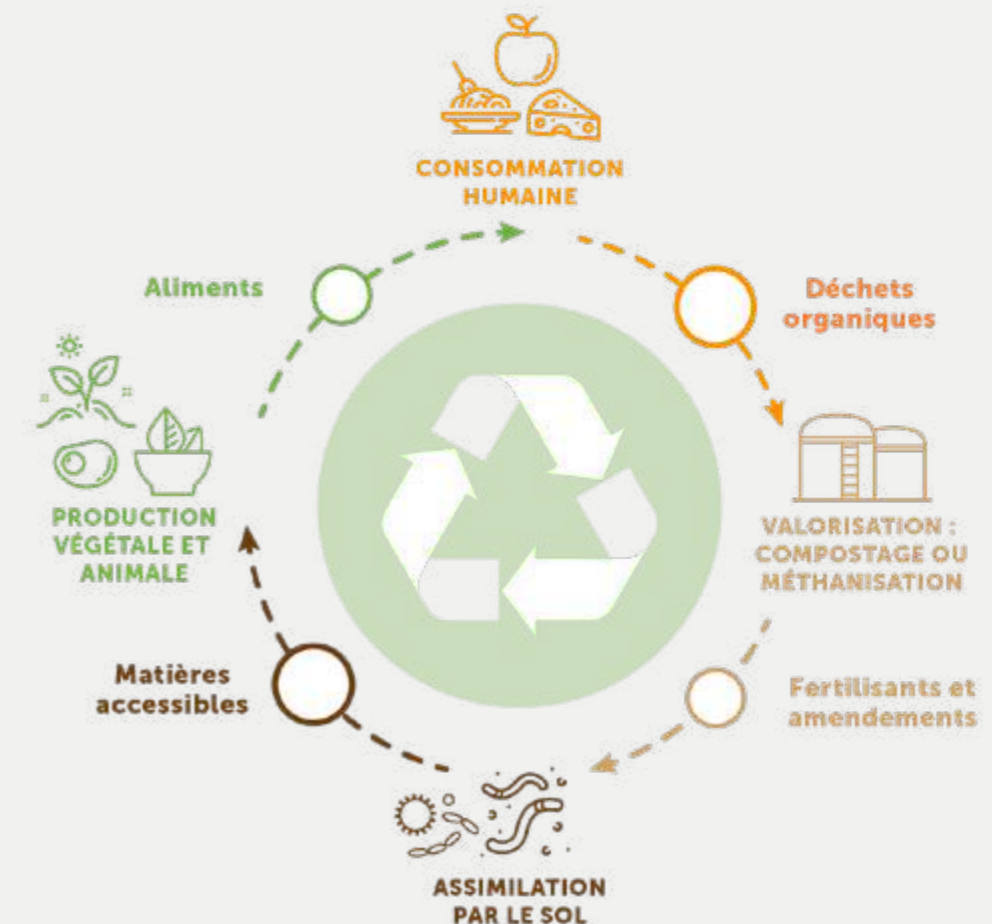 CONSOMMATION
HUMAINE
Aliments
Déchets
organiques
PRODUCTION
VÉGÉTALE ET
ANIMALE
VALORISATION :
COMPOSTAGE OU
MÉTHANISATION
Matières
accessibles
Fertilisants et
amendements
ASSIMILATION
PAR LE SOL